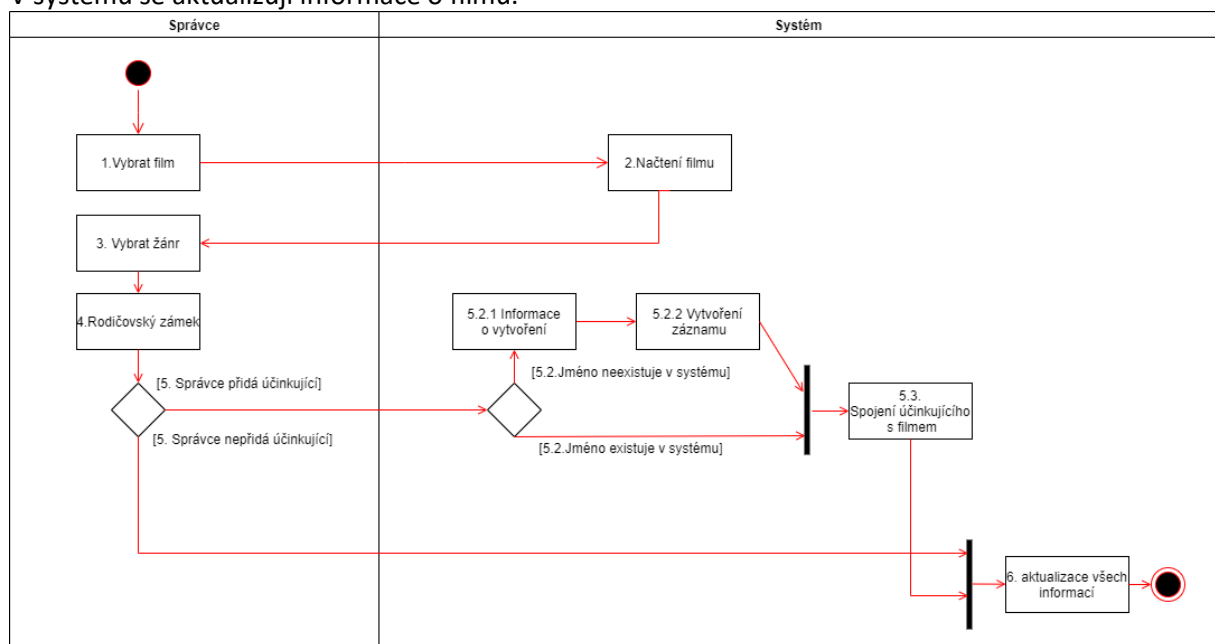 V systému se aktualizují informace o filmu.
Správce
Systém
1.Vybrat film
2.Načtení filmu
3. Vybrat žánr
4.Rodičovský zámek
5.2.1 Informace
o vytvoření
5.2.2 Vytvoření
záznamu
[5. Správce přidá účinkující]
[5.2.Jméno neexistuje v systému]
5.3.
Spojení účinkujícího
s filmem
[5. Správce nepřidá účinkující]
[5.2.Jméno existuje v systému]
6. aktualizace všech
informací